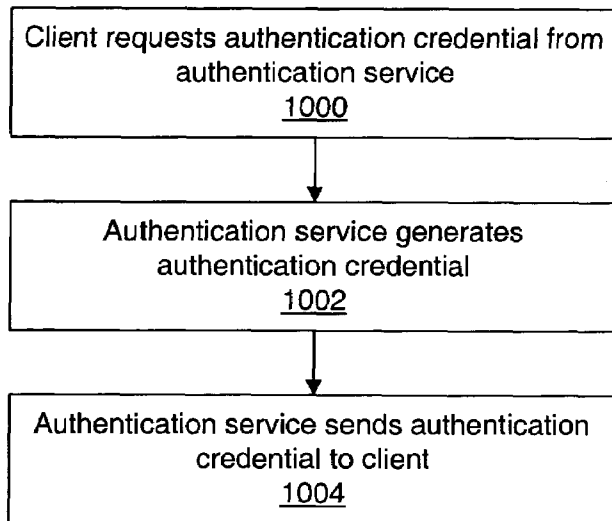 Client requests authentication credential from
authentication service
1000
Authentication service generates
authentication credential
1002
Authentication service sends authentication
credential to client
1004